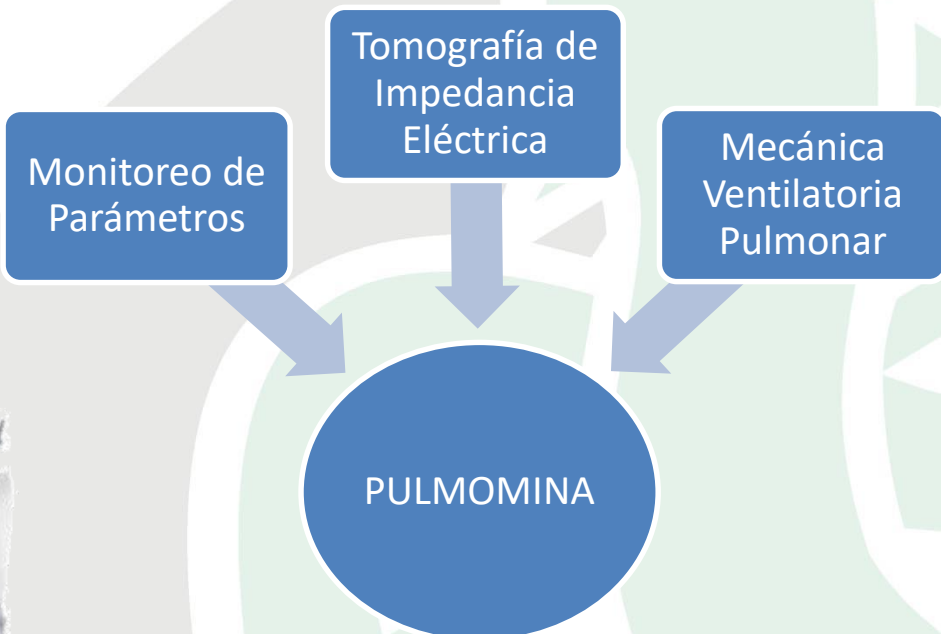 Tomografía de
Impedancia
Eléctrica
Monitoreo de
Parámetros
Mecánica
Ventilatoria
Pulmonar
PULMOMINA